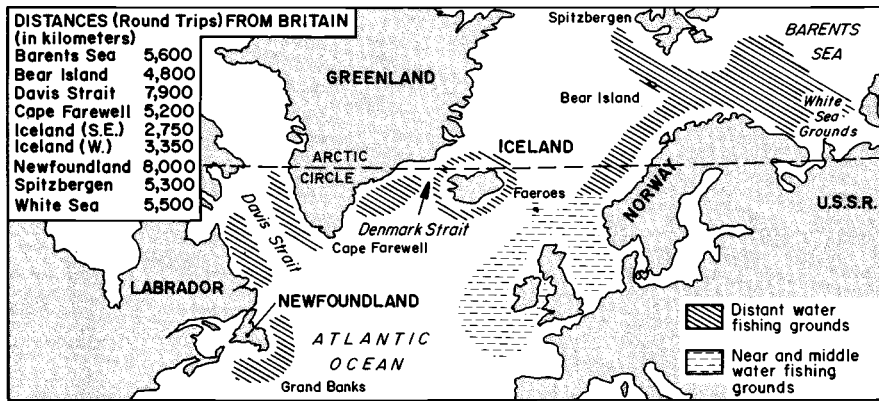 DISTANCES (Round Trips) FROM BRITAIN
(in kilometers)
Barents Sea 5,600
Bear Island 4,800
Davis Strait 7,900
Cape Farewell 5,200
Iceland (S.E.) 2,750
Iceland (W.) 3,350
Newfoundland 8,000
Spitzbergen 5,300
White Sea 5,500
Spitzbergen
BARENTS
SEA
GREENLAND
Bear Island
White
Sea
Grounds
ICELAND
ARCTIC
CIRCLE
Faeroes
NORWAY
U.S.S.R.
Davis Strait
Denmark Strait
Cape Farewell
LABRADOR
NEWFOUNDLAND
ATLANTIC
OCEAN
Grand Banks
Distant water
fishing grounds
Near and middle
water fishing
grounds